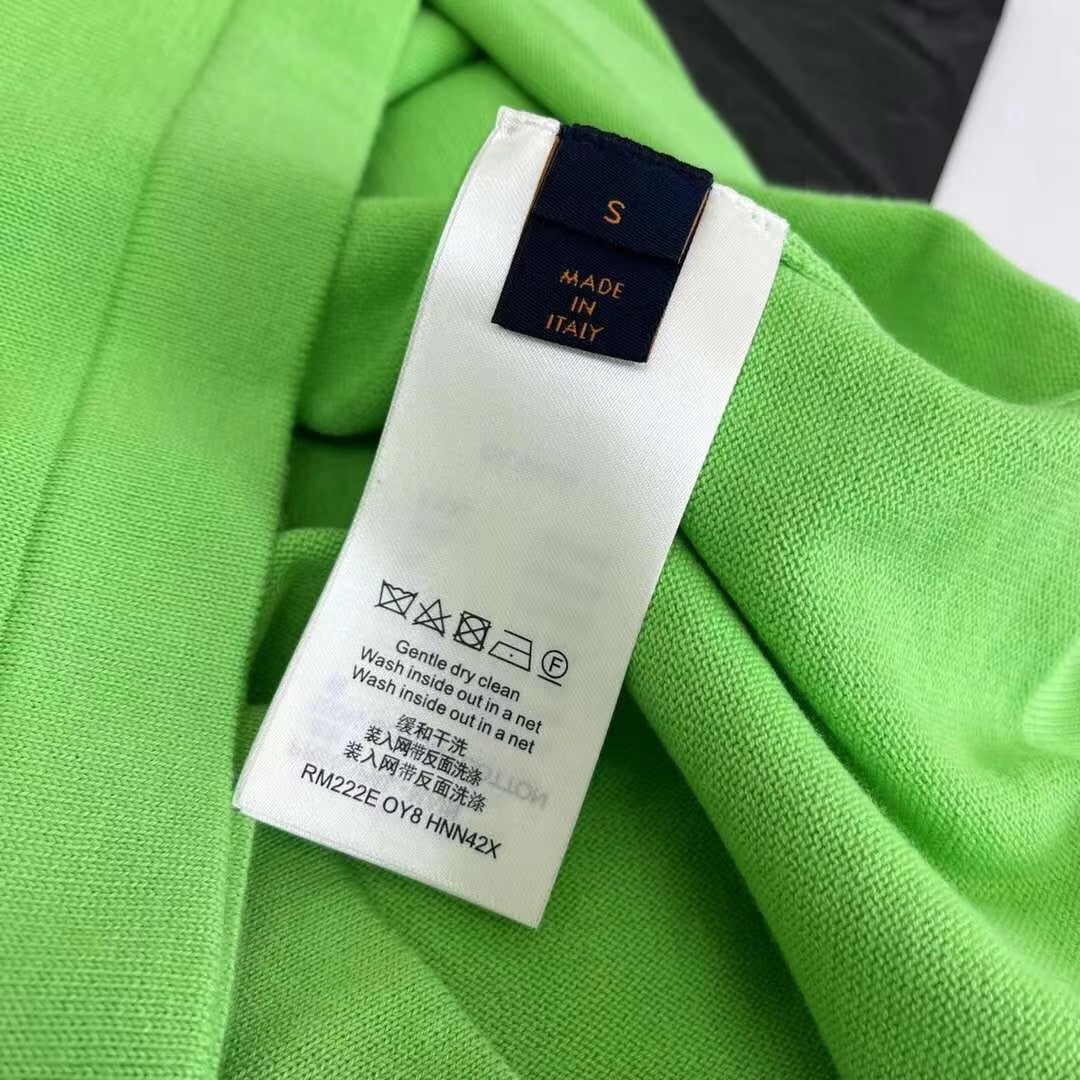 S
MADE
IN
ITALY
F
Gentle dry clean
Wash inside out in a net
Wash inside out in a net
缓和干洗
装入网带反面洗涤
装入网带反面洗涤
RM222E OY8 HNN42X